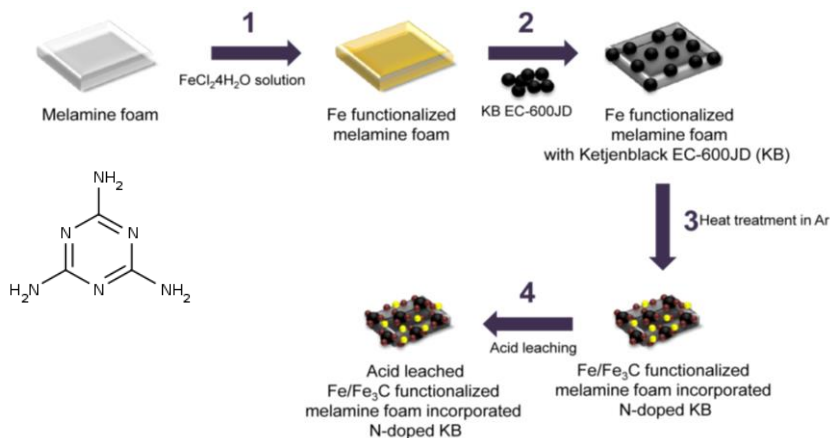 1
FeCl₂4H₂O solution
2
KB EC-600JD
Melamine foam
Fe functionalized
melamine foam
Fe functionalized
melamine foam
with Ketjenblack EC-600JD (KB)
3
Heat treatment in Ar
NH₂
N
N
N
H₂N
NH₂
4
Acid leaching
Acid leached
Fe/Fe₃C functionalized
melamine foam incorporated
N-doped KB
Fe/Fe₃C functionalized
melamine foam incorporated
N-doped KB